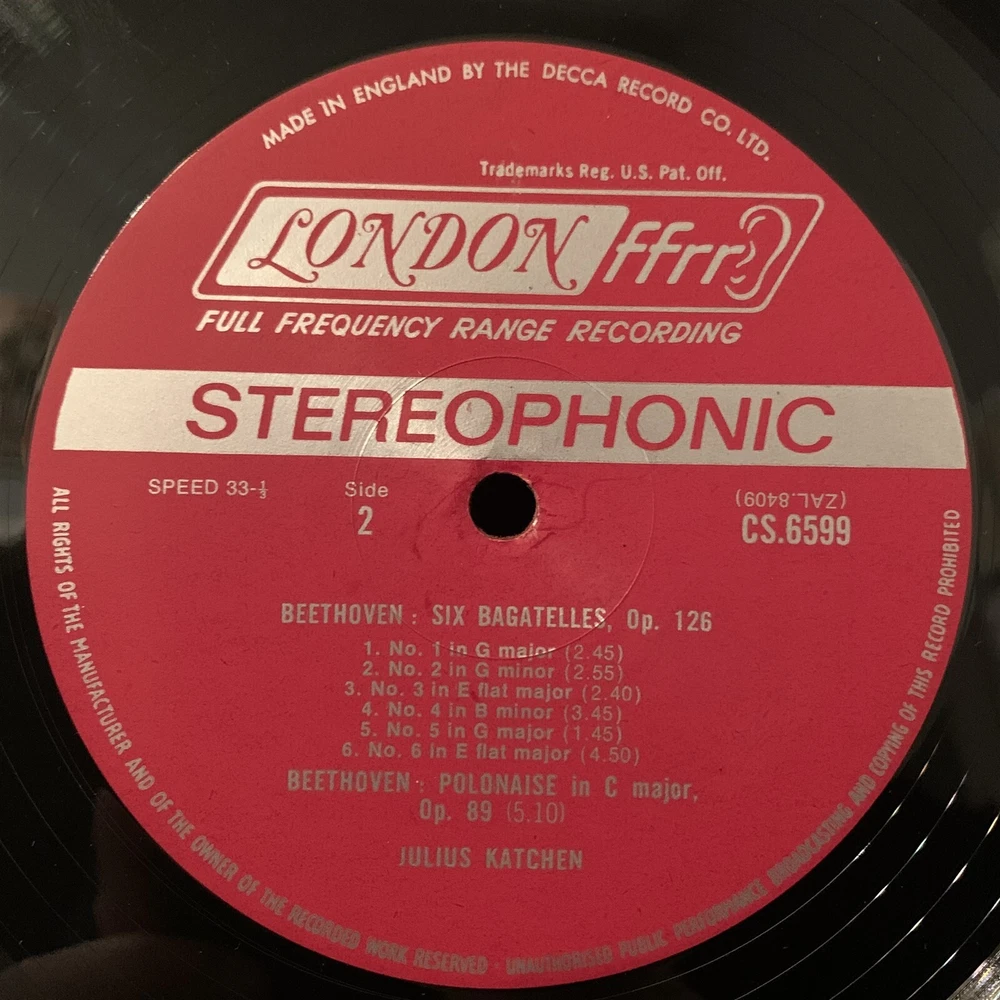 MADE IN ENGLAND BY THE DECCA RECORD CO. LTD.
Trademarks Reg. U.S. Pat. Off.
LONDON ffrr
FULL FREQUENCY RANGE RECORDING
STEREOPHONIC
SPEED 33-⅓
Side
2
(ZAL.8409)
CS.6599
BEETHOVEN : SIX BAGATELLES, Op. 126
1. No. 1 in G major (2.45)
2. No. 2 in G minor (2.55)
3. No. 3 in E flat major (2.40)
4. No. 4 in B minor (3.45)
5. No. 5 in G major (1.45)
6. No. 6 in E flat major (4.50)
BEETHOVEN : POLONAISE in C major,
Op. 89 (5.10)
JULIUS KATCHEN
ALL RIGHTS OF THE MANUFACTURER AND OF THE OWNER OF THE RECORDED WORK RESERVED · UNAUTHORISED PUBLIC PERFORMANCE BROADCASTING AND COPYING OF THIS RECORD PROHIBITED